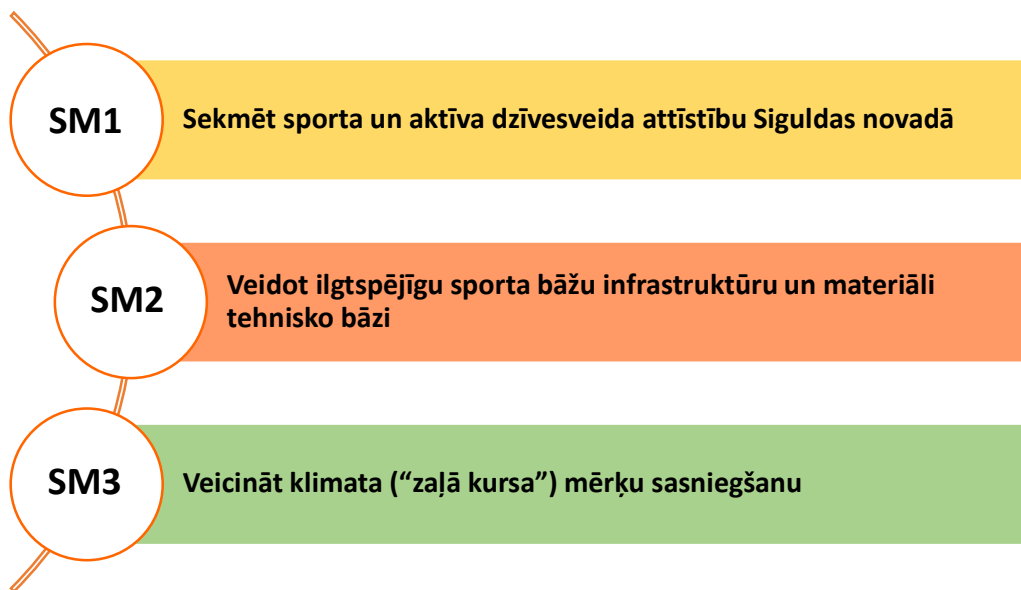 SM1
Sekmēt sporta un aktīva dzīvesveida attīstību Siguldas novadā
SM2
Veidot ilgtspējīgu sporta bāžu infrastruktūru un materiāli
tehnisko bāzi
SM3
Veicināt klimata (“zaļā kursa”) mērķu sasniegšanu